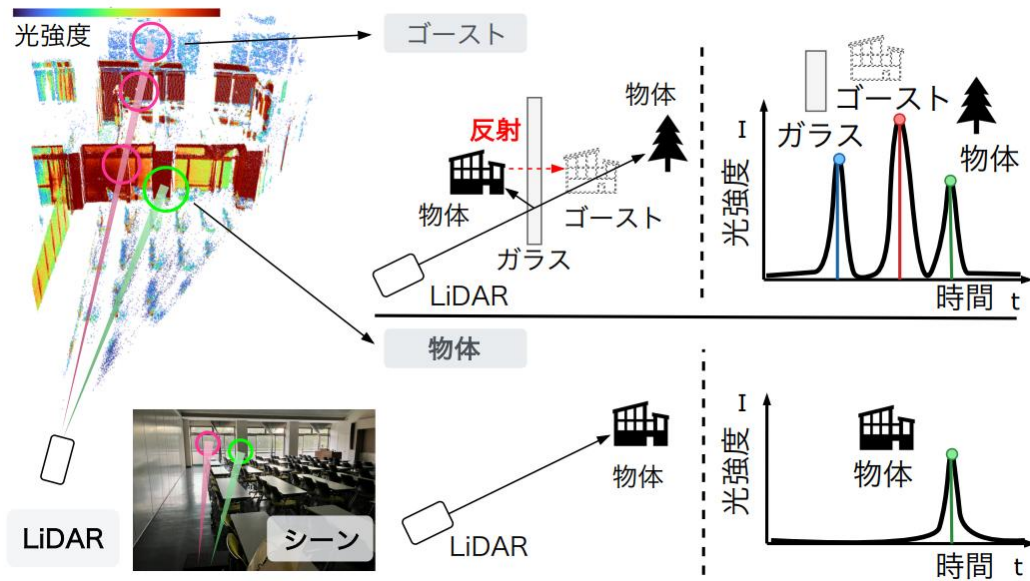 光強度
ゴースト
物体
反射
物体
ゴースト
ガラス
LiDAR
I
光強度
ガラス
ゴースト
物体
時間 t
物体
物体
LiDAR
I
光強度
物体
時間 t
LiDAR
シーン